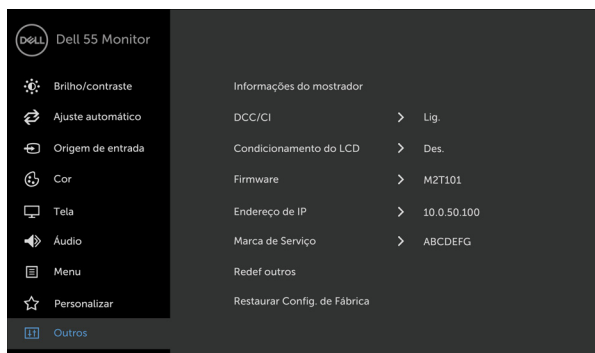 DELL
Dell 55 Monitor
Brilho/contraste
Ajuste automático
Origem de entrada
Cor
Tela
Áudio
Menu
Personalizar
Outros
Informações do mostrador
DCC/CI > Lig.
Condicionamento do LCD > Des.
Firmware > M2T101
Endereço de IP > 10.0.50.100
Marca de Serviço > ABCDEFG
Redef outros
Restaurar Config. de Fábrica